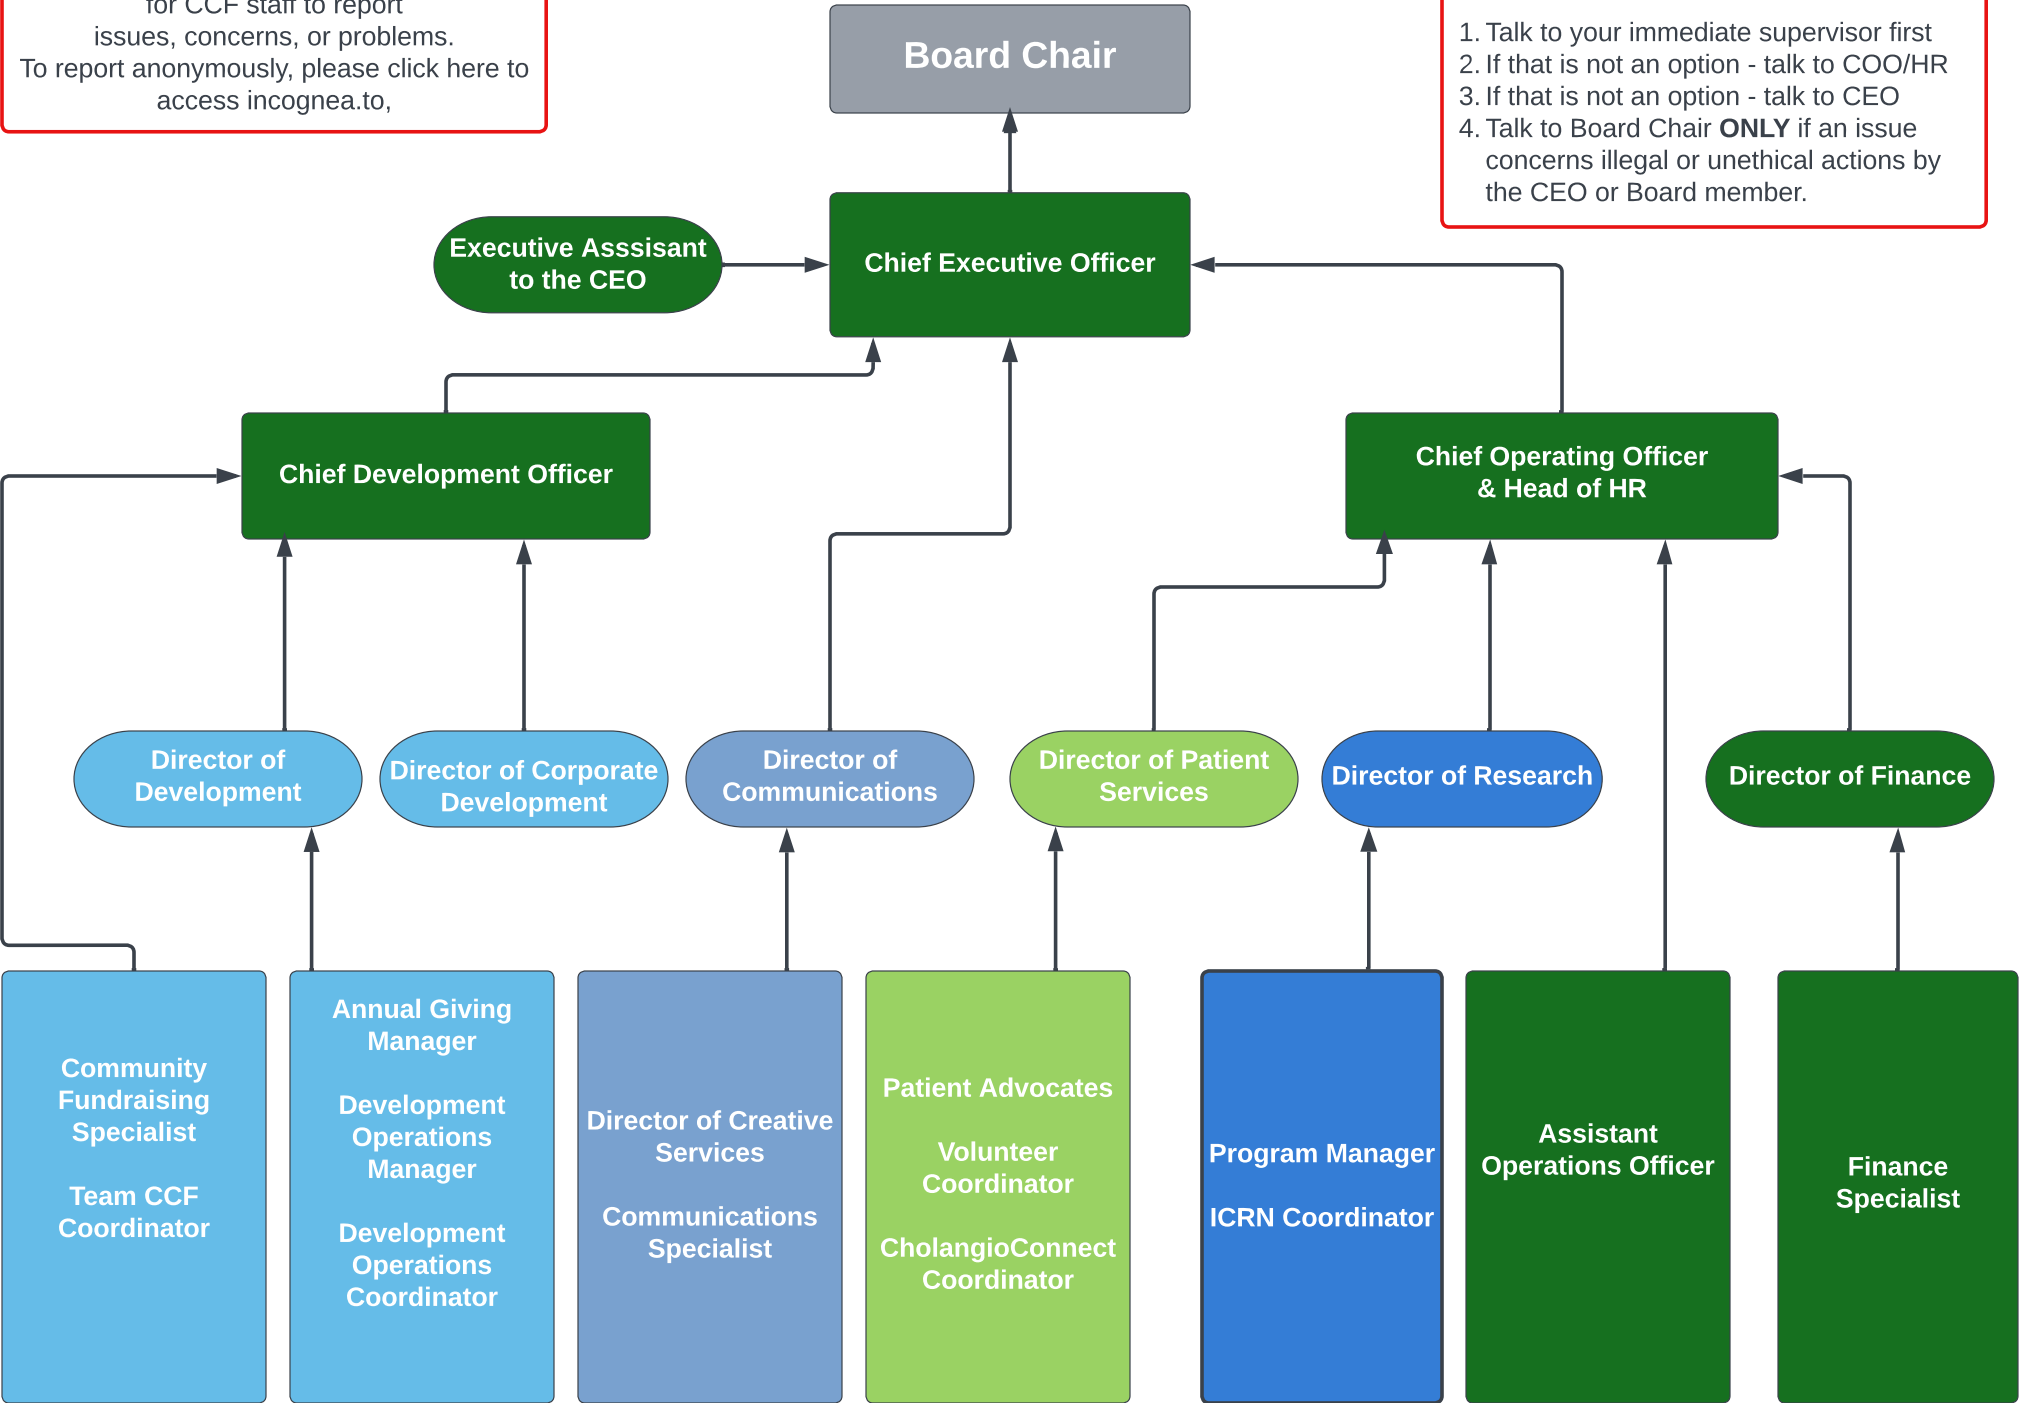 for CCF staff to report
issues, concerns, or problems.
To report anonymously, please click here to
access incognea.to,
Board Chair
1. Talk to your immediate supervisor first
2. If that is not an option - talk to COO/HR
3. If that is not an option - talk to CEO
4. Talk to Board Chair ONLY if an issue
concerns illegal or unethical actions by
the CEO or Board member.
Executive Asssisant
to the CEO
Chief Executive Officer
Chief Development Officer
Chief Operating Officer
& Head of HR
Director of
Development
Director of Corporate
Development
Director of
Communications
Director of Patient
Services
Director of Research
Director of Finance
Community
Fundraising
Specialist
Team CCF
Coordinator
Annual Giving
Manager
Development
Operations
Manager
Development
Operations
Coordinator
Director of Creative
Services
Communications
Specialist
Patient Advocates
Volunteer
Coordinator
CholangioConnect
Coordinator
Program Manager
ICRN Coordinator
Assistant
Operations Officer
Finance
Specialist